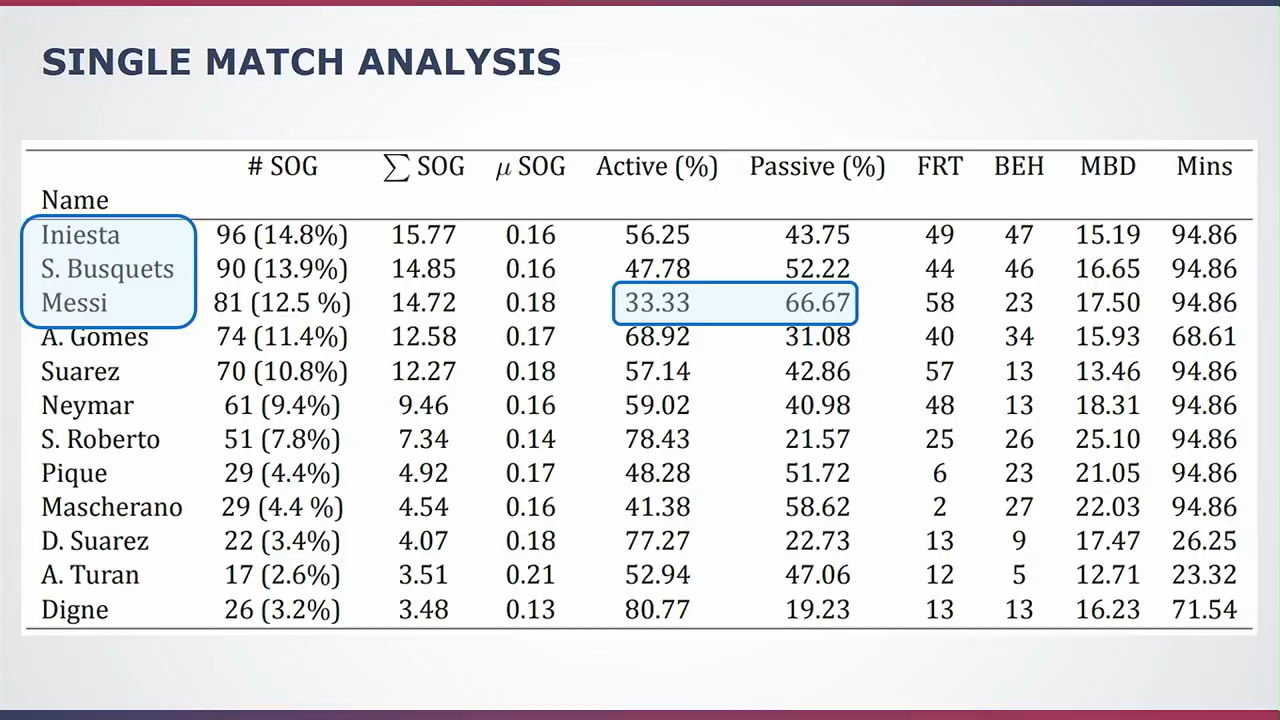 SINGLE MATCH ANALYSIS
# SOG ∑ SOG μ SOG Active (%) Passive (%) FRT BEH MBD Mins
Name
Iniesta 96 (14.8%) 15.77 0.16 56.25 43.75 49 47 15.19 94.86
S. Busquets 90 (13.9%) 14.85 0.16 47.78 52.22 44 46 16.65 94.86
Messi 81 (12.5 %) 14.72 0.18 33.33 66.67 58 23 17.50 94.86
A. Gomes 74 (11.4%) 12.58 0.17 68.92 31.08 40 34 15.93 68.61
Suarez 70 (10.8%) 12.27 0.18 57.14 42.86 57 13 13.46 94.86
Neymar 61 (9.4%) 9.46 0.16 59.02 40.98 48 13 18.31 94.86
S. Roberto 51 (7.8%) 7.34 0.14 78.43 21.57 25 26 25.10 94.86
Pique 29 (4.4%) 4.92 0.17 48.28 51.72 6 23 21.05 94.86
Mascherano 29 (4.4 %) 4.54 0.16 41.38 58.62 2 27 22.03 94.86
D. Suarez 22 (3.4%) 4.07 0.18 77.27 22.73 13 9 17.47 26.25
A. Turan 17 (2.6%) 3.51 0.21 52.94 47.06 12 5 12.71 23.32
Digne 26 (3.2%) 3.48 0.13 80.77 19.23 13 13 16.23 71.54